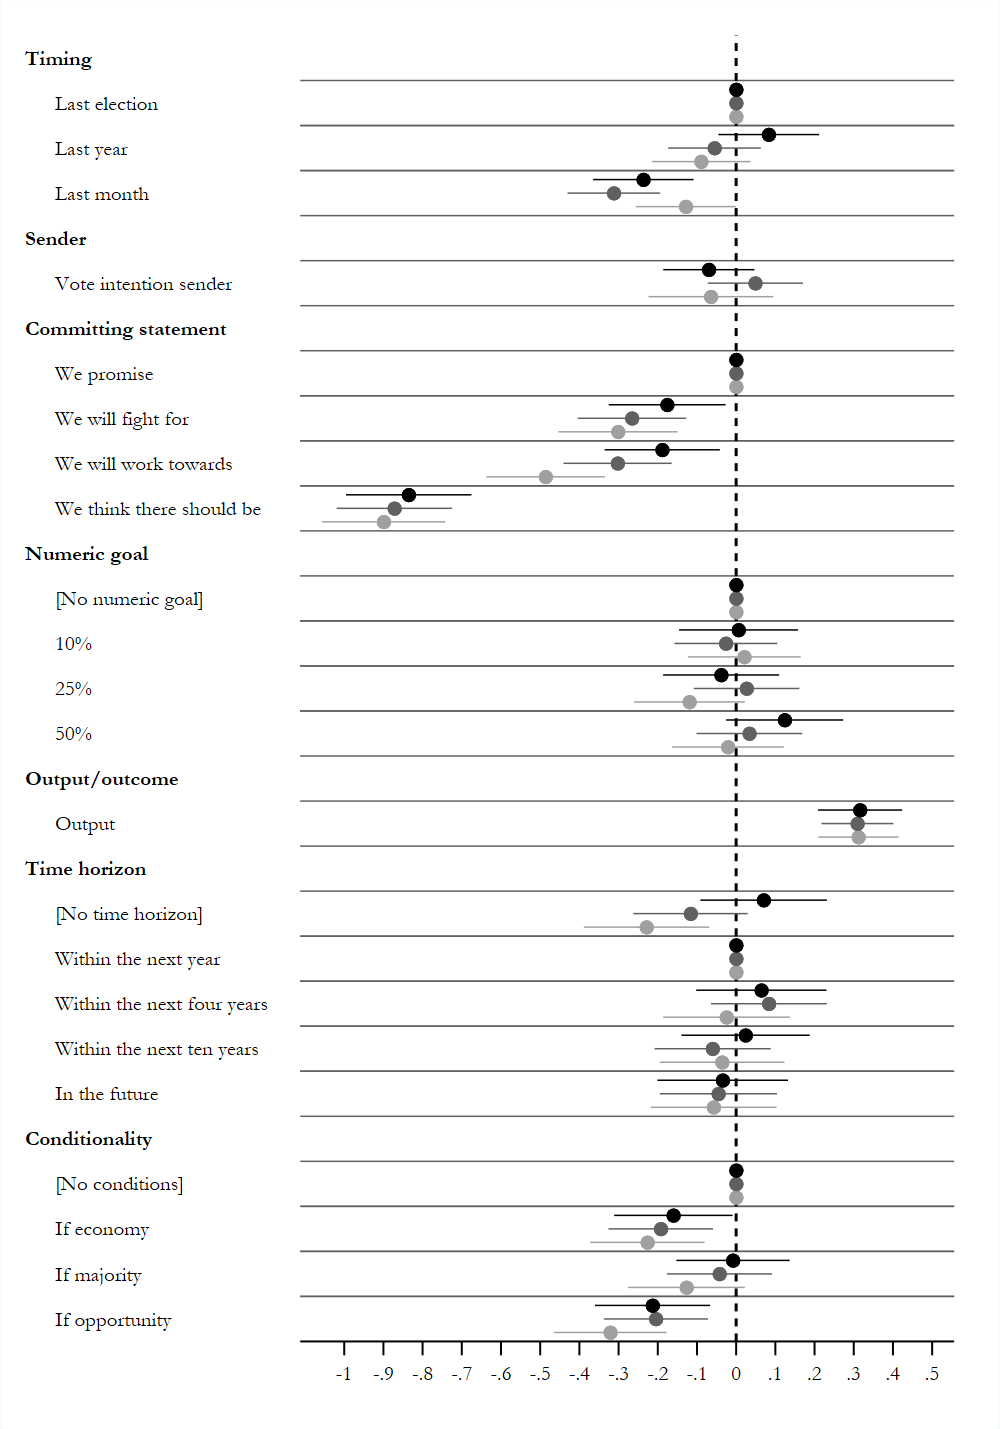 Timing
Last election
Last year
Last month
Sender
Vote intention sender
Committing statement
We promise
We will fight for
We will work towards
We think there should be
Numeric goal
[No numeric goal]
10%
25%
50%
Output/outcome
Output
Time horizon
[No time horizon]
Within the next year
Within the next four years
Within the next ten years
In the future
Conditionality
[No conditions]
If economy
If majority
If opportunity
-1 -.9 -.8 -.7 -.6 -.5 -.4 -.3 -.2 -.1 0 .1 .2 .3 .4 .5